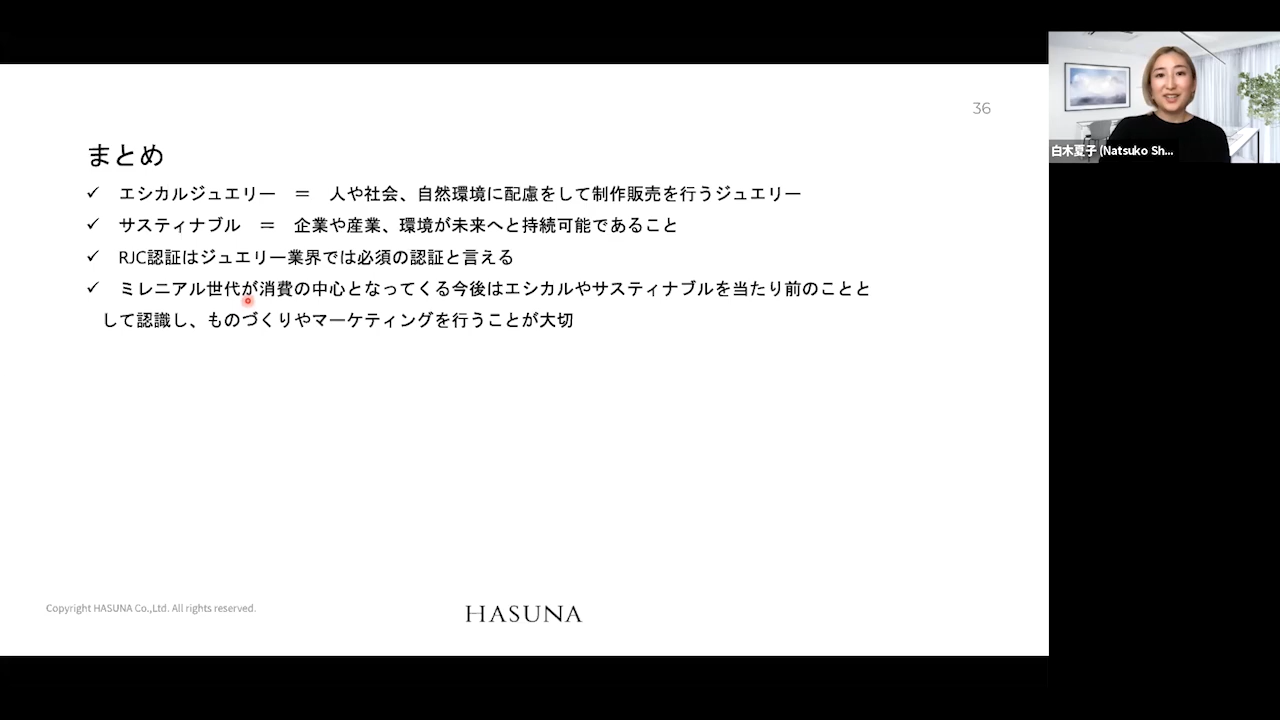 36
まとめ
✓ エシカルジュエリー ＝ 人や社会、自然環境に配慮をして制作販売を行うジュエリー
✓ サスティナブル ＝ 企業や産業、環境が未来へと持続可能であること
✓ RJC認証はジュエリー業界では必須の認証と言える
✓ ミレニアル世代が消費の中心となってくる今後はエシカルやサスティナブルを当たり前のことと
して認識し、ものづくりやマーケティングを行うことが大切
Copyright HASUNA Co.,Ltd. All rights reserved.
HASUNA
白木夏子 (Natsuko Sh...